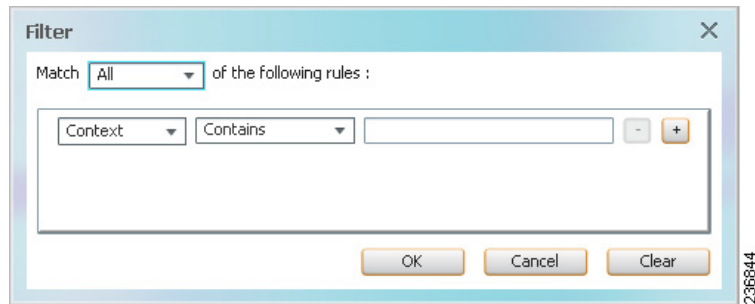 Filter
Match All of the following rules :
Context Contains - +
OK Cancel Clear
236844